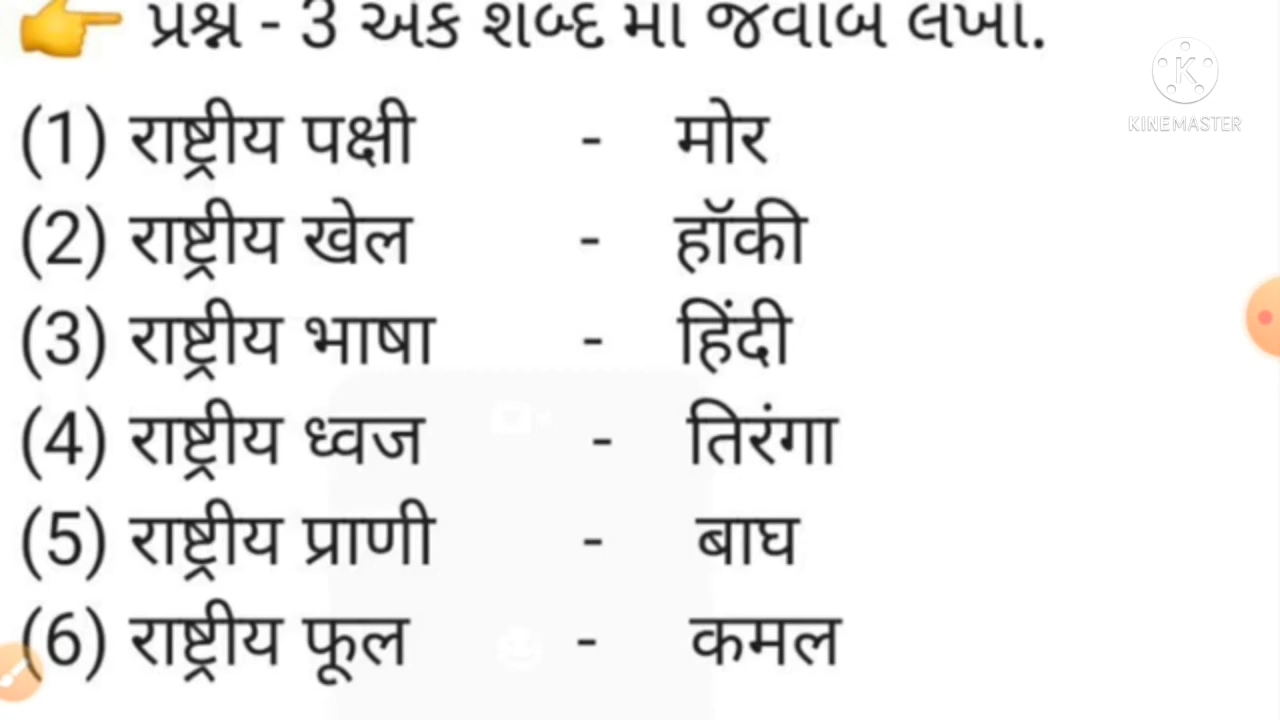 પ્રશ્ન - 3 એક શબ્દ માં જવાબ લખો.
KINEMASTER
(1) राष्ट्रीय पक्षी - मोर
(2) राष्ट्रीय खेल - हॉकी
(3) राष्ट्रीय भाषा - हिंदी
(4) राष्ट्रीय ध्वज - तिरंगा
(5) राष्ट्रीय प्राणी - बाघ
(6) राष्ट्रीय फूल - कमल